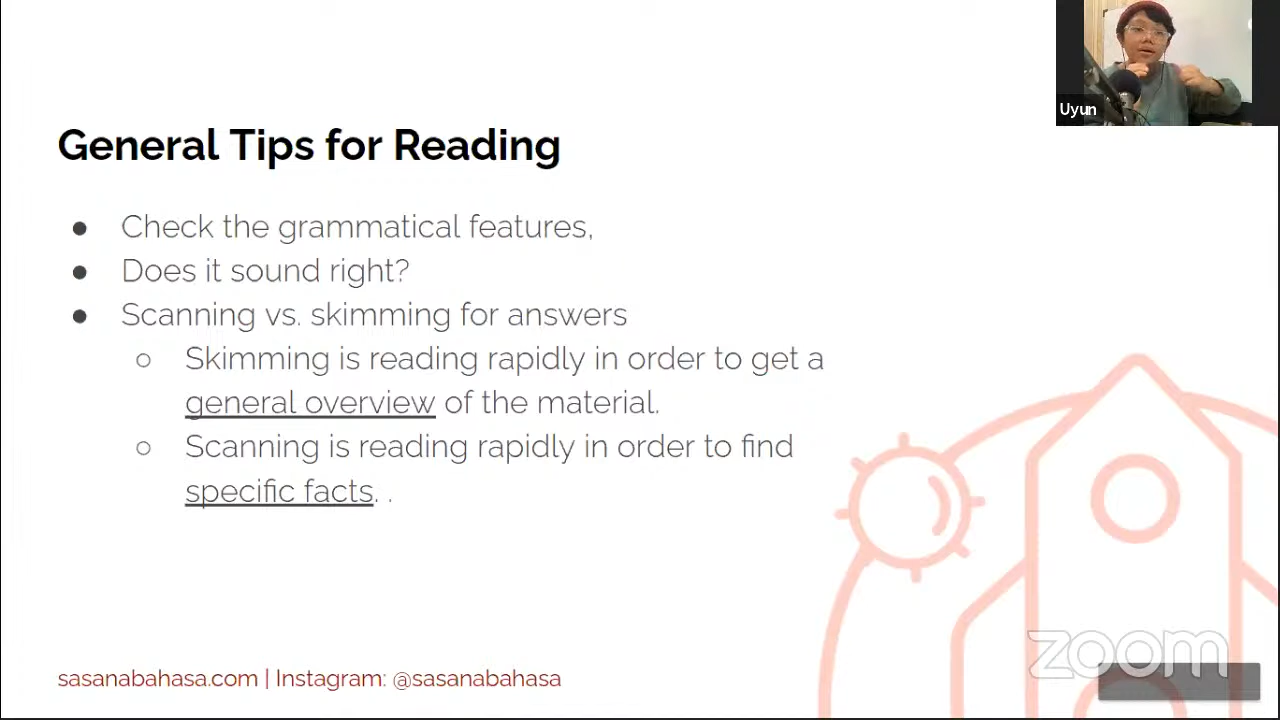 Uyun
General Tips for Reading
● Check the grammatical features,
● Does it sound right?
● Scanning vs. skimming for answers
○ Skimming is reading rapidly in order to get a
general overview of the material.
○ Scanning is reading rapidly in order to find
specific facts. .
zoom
sasanabahasa.com | Instagram: @sasanabahasa